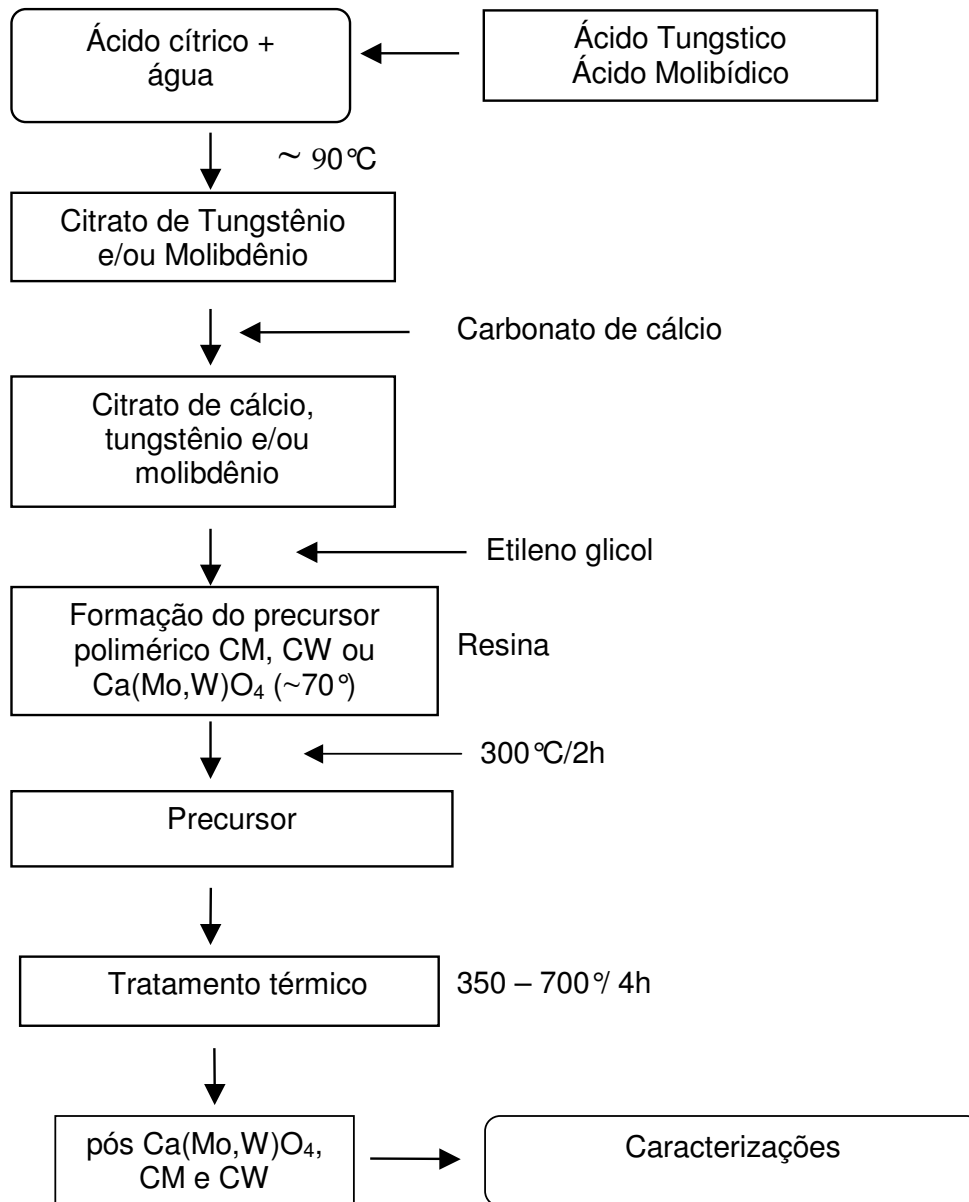 Ácido cítrico +
água
Ácido Tungstico
Ácido Molibídico
~ 90°C
Citrato de Tungstênio
e/ou Molibdênio
Carbonato de cálcio
Citrato de cálcio,
tungstênio e/ou
molibdênio
Etileno glicol
Formação do precursor
polimérico CM, CW ou
Ca(Mo,W)O₄ (~70°)
Resina
300°C/2h
Precursor
Tratamento térmico
350 – 700°/ 4h
pós Ca(Mo,W)O₄,
CM e CW
Caracterizações